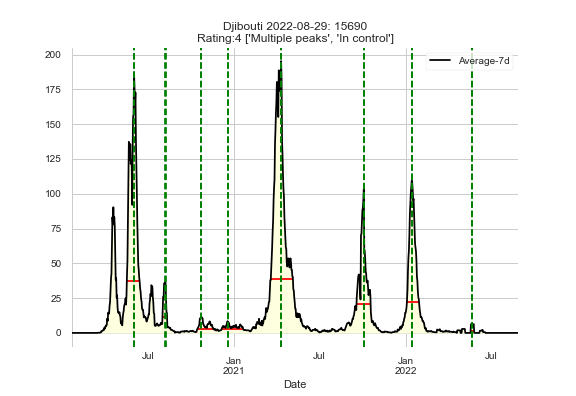 Djibouti 2022-08-29: 15690
Rating:4 ['Multiple peaks', 'In control']
Average-7d
200
175
150
125
100
75
50
25
0
Jul
Jan
2021
Jul
Jan
2022
Jul
Date